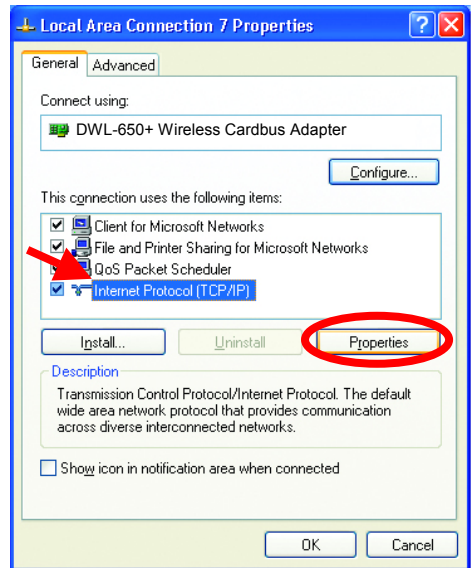 Local Area Connection 7 Properties
General Advanced
Connect using:
DWL-650+ Wireless Cardbus Adapter
Configure...
This connection uses the following items:
Client for Microsoft Networks
File and Printer Sharing for Microsoft Networks
QoS Packet Scheduler
Internet Protocol (TCP/IP)
Install... Uninstall Properties
Description
Transmission Control Protocol/Internet Protocol. The default
wide area network protocol that provides communication
across diverse interconnected networks.
Show icon in notification area when connected
OK Cancel